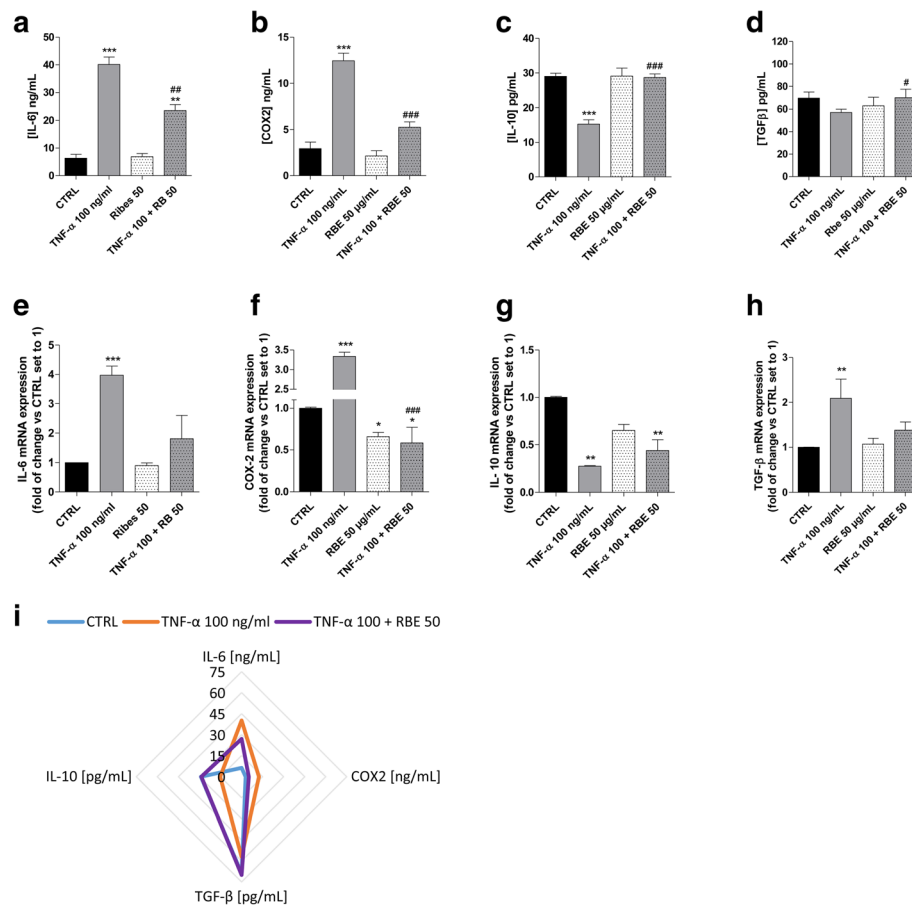 a
[IL-6] ng/mL
50
40
30
20
10
0
***
##
**
CTRL
TNF-α 100 ng/ml
Ribes 50
TNF-α 100 + RB 50
b
[COX2] ng/mL
15
10
5
0
***
###
CTRL
TNF-α 100 ng/mL
RBE 50 µg/mL
TNF-α 100 + RBE 50
c
[IL-10] pg/mL
40
30
20
10
0
***
###
CTRL
TNF-α 100 ng/mL
RBE 50 µg/mL
TNF-α 100 + RBE 50
d
[TGFβ] pg/mL
120
100
80
60
40
20
0
#
CTRL
TNF-α 100 ng/mL
Rbe 50 µg/mL
TNF-α 100 + RBE 50
e
IL-6 mRNA expression
(fold of change vs CTRL set to 1)
5
4
3
2
1
0
***
CTRL
TNF-α 100 ng/ml
Ribes 50
TNF-α 100 + RB 50
f
COX-2 mRNA expression
(fold of change vs CTRL set to 1)
3.5
3.0
2.5
1.0
0.5
0.0
***
*
###
*
CTRL
TNF-α 100 ng/mL
RBE 50 µg/mL
TNF-α 100 + RBE 50
g
IL- 10 mRNA expression
(fold of change vs CTRL set to 1)
1.5
1.0
0.5
0.0
**
**
CTRL
TNF-α 100 ng/mL
RBE 50 µg/mL
TNF-α 100 + RBE 50
h
TGF-β mRNA expression
(fold of change vs CTRL set to 1)
3
2
1
0
**
CTRL
TNF-α 100 ng/mL
RBE 50 µg/mL
TNF-α 100 + RBE 50
i
CTRL
TNF-α 100 ng/ml
TNF-α 100 + RBE 50
IL-6 [ng/mL]
75
60
45
30
15
0
IL-10 [pg/mL]
COX2 [ng/mL]
TGF-β [pg/mL]